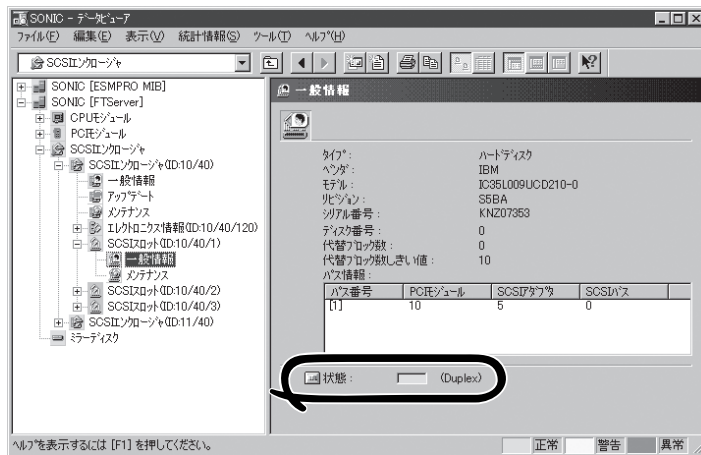 SONIC - ﾃﾞｰﾀﾋﾞｭｰｱ
ﾌｧｲﾙ(F) 編集(E) 表示(V) 統計情報(S) ﾂｰﾙ(T) ﾍﾙﾌﾟ(H)
SCSIｴﾝｸﾛｰｼﾞｬ
SONIC [ESMPRO MIB]
SONIC [FTServer]
CPUﾓｼﾞｭｰﾙ
PCIﾓｼﾞｭｰﾙ
SCSIｴﾝｸﾛｰｼﾞｬ
SCSIｴﾝｸﾛｰｼﾞｬ(ID:10/40)
一般情報
ｱｯﾌﾟﾃﾞｰﾄ
ﾒﾝﾃﾅﾝｽ
ｴﾚｸﾄﾛﾆｸｽ情報(ID:10/40/120)
SCSIｽﾛｯﾄ(ID:10/40/1)
一般情報
ﾒﾝﾃﾅﾝｽ
SCSIｽﾛｯﾄ(ID:10/40/2)
SCSIｽﾛｯﾄ(ID:10/40/3)
SCSIｴﾝｸﾛｰｼﾞｬ(ID:11/40)
ﾐﾗｰﾃﾞｨｽｸ
一般情報
ﾀｲﾌﾟ: ﾊｰﾄﾞﾃﾞｨｽｸ
ﾍﾞﾝﾀﾞ: IBM
ﾓﾃﾞﾙ: IC35L009UCD210-0
ﾘﾋﾞｼﾞｮﾝ: S5BA
ｼﾘｱﾙ番号: KNZ07353
ﾃﾞｨｽｸ番号: 0
代替ﾌﾞﾛｯｸ数: 0
代替ﾌﾞﾛｯｸ数しきい値: 10
ﾊﾟｽ情報:
ﾊﾟｽ番号 PCIﾓｼﾞｭｰﾙ SCSIｱﾀﾞﾌﾟﾀ SCSIﾊﾞｽ
[1] 10 5 0
状態: (Duplex)
ﾍﾙﾌﾟを表示するには [F1] を押してください。 正常 警告 異常